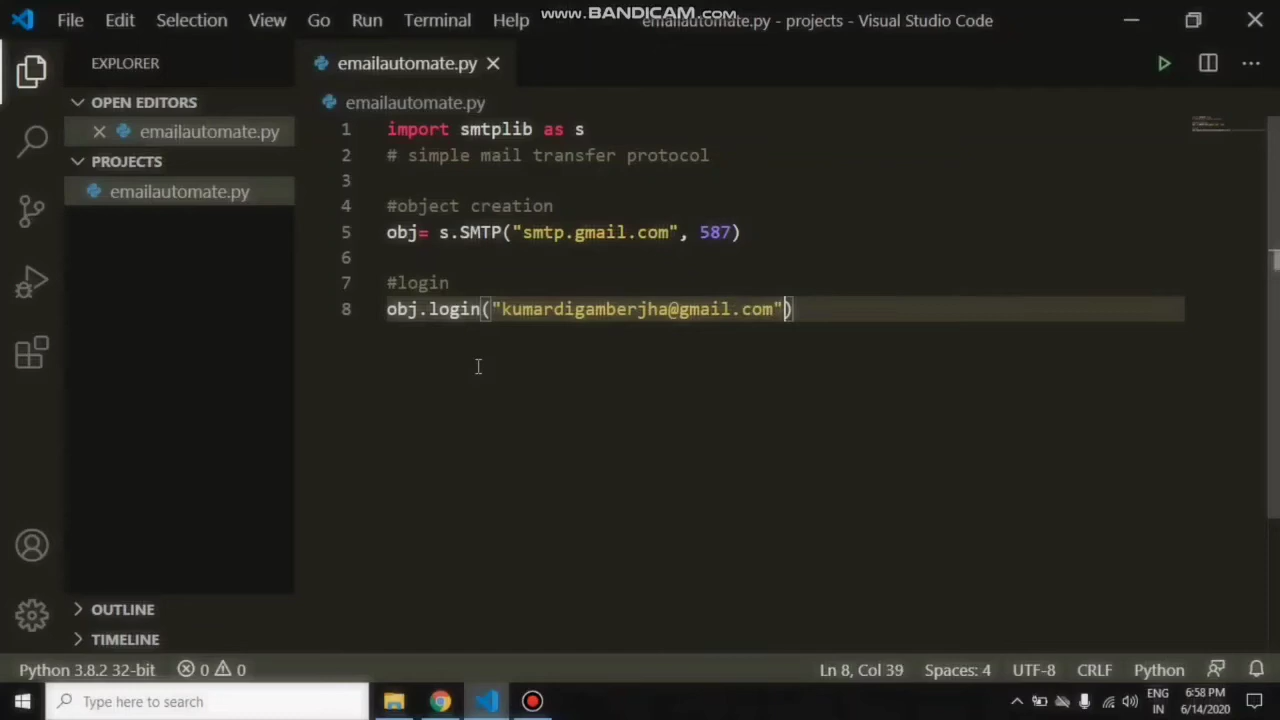 File Edit Selection View Go Run Terminal Help
www.BANDICAM.com
emailautomate.py - projects - Visual Studio Code
EXPLORER
emailautomate.py
OPEN EDITORS
emailautomate.py
PROJECTS
emailautomate.py
OUTLINE
TIMELINE
emailautomate.py
1 import smtplib as s
2 # simple mail transfer protocol
3
4 #object creation
5 obj= s.SMTP("smtp.gmail.com", 587)
6
7 #login
8 obj.login("kumardigamberjha@gmail.com")
Python 3.8.2 32-bit 0 0 Ln 8, Col 39 Spaces: 4 UTF-8 CRLF Python
Type here to search
ENG
IN
6:58 PM
6/14/2020